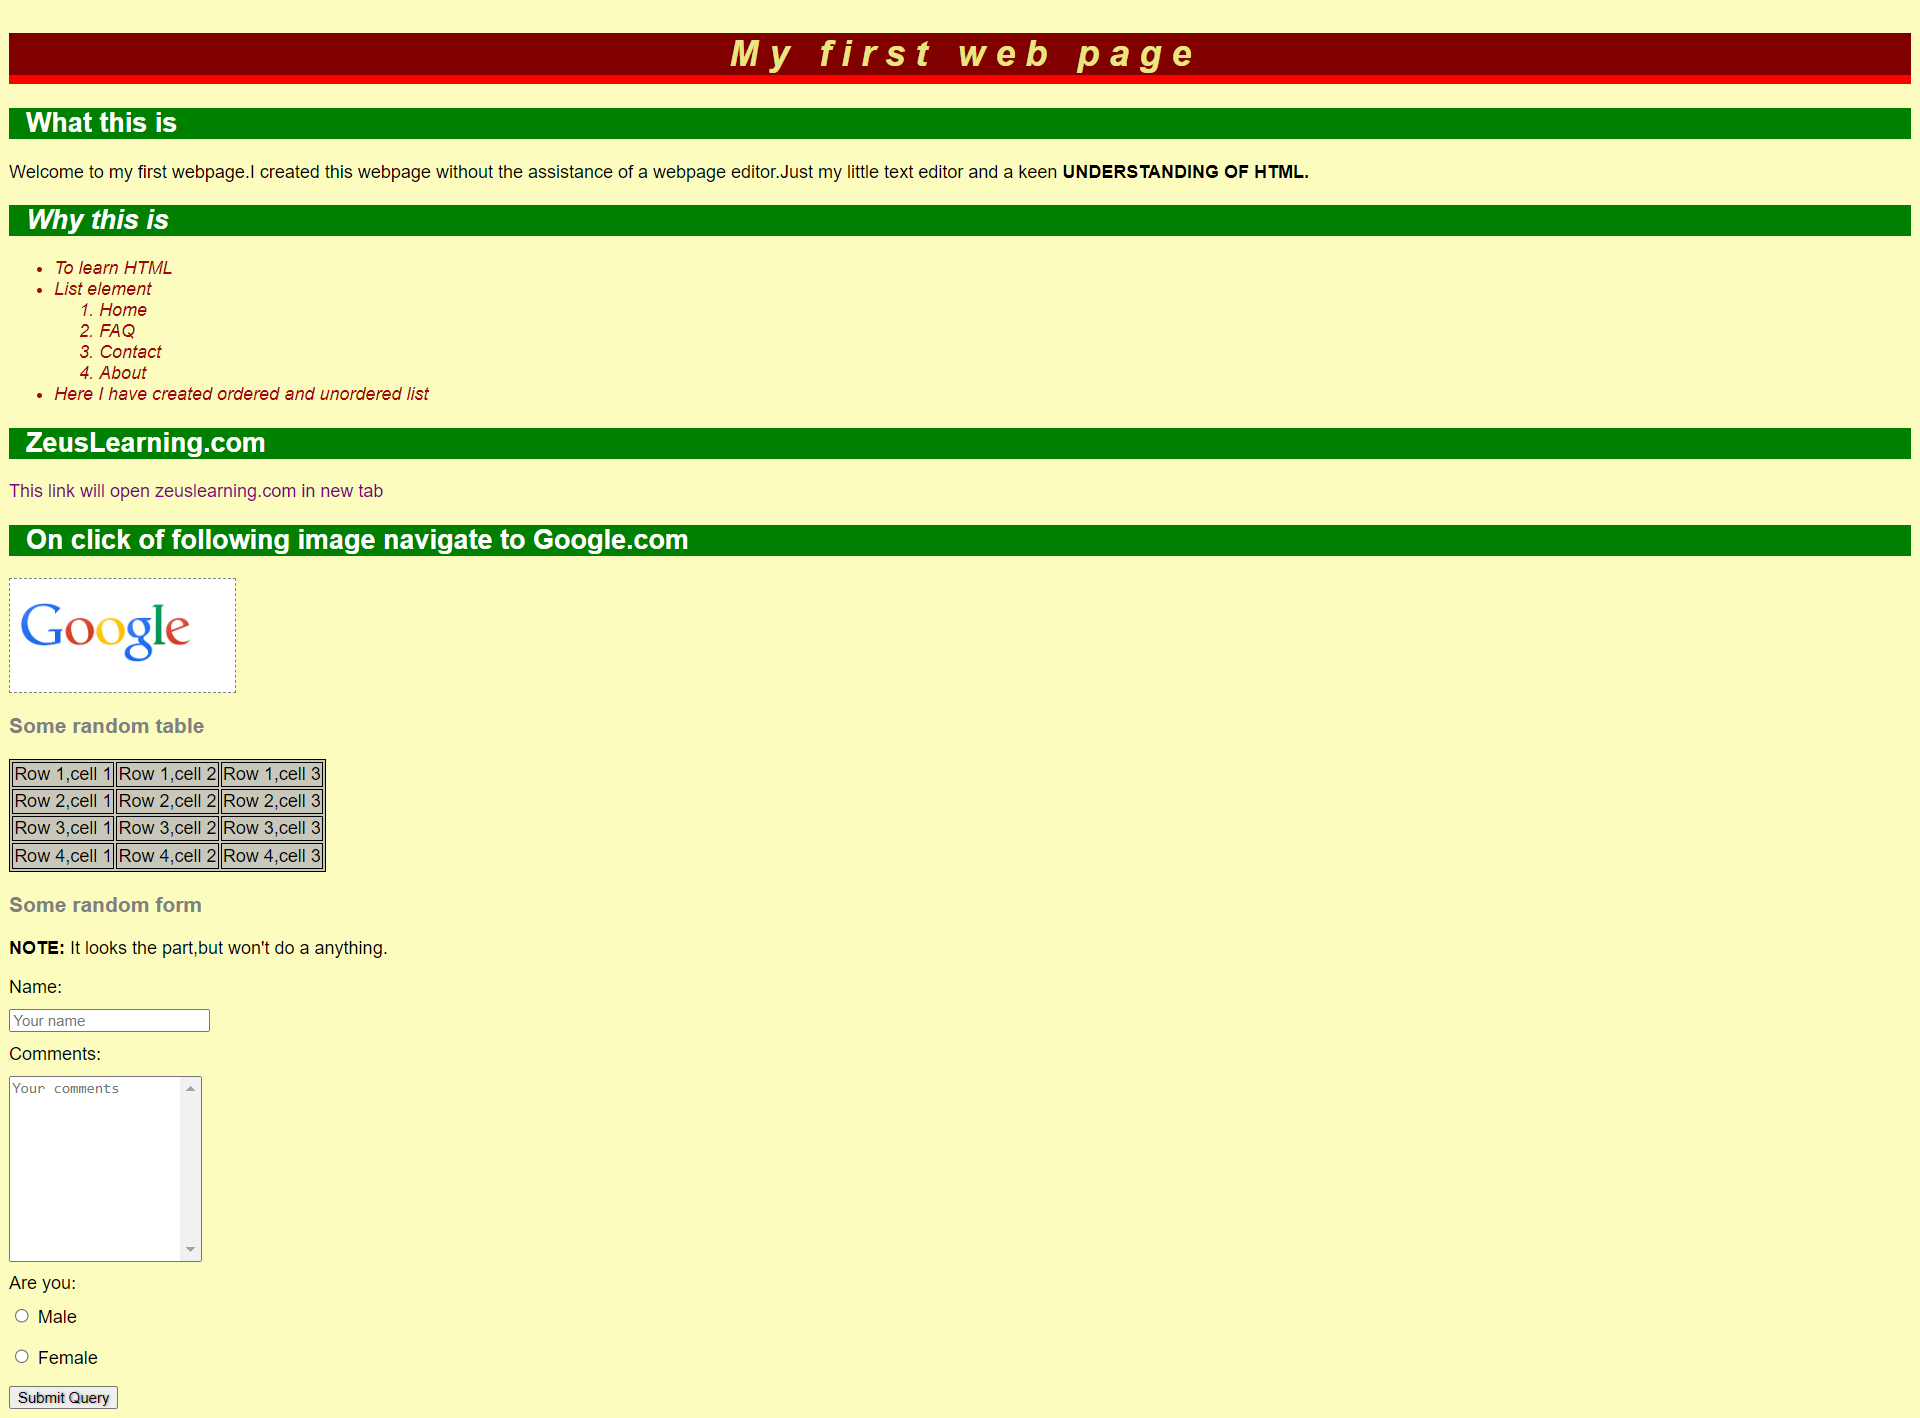 My first web page
What this is
Welcome to my first webpage.I created this webpage without the assistance of a webpage editor.Just my little text editor and a keen UNDERSTANDING OF HTML.
Why this is
• To learn HTML
• List element
1. Home
2. FAQ
3. Contact
4. About
• Here I have created ordered and unordered list
ZeusLearning.com
This link will open zeuslearning.com in new tab
On click of following image navigate to Google.com
Google
Some random table
Row 1,cell 1 Row 1,cell 2 Row 1,cell 3
Row 2,cell 1 Row 2,cell 2 Row 2,cell 3
Row 3,cell 1 Row 3,cell 2 Row 3,cell 3
Row 4,cell 1 Row 4,cell 2 Row 4,cell 3
Some random form
NOTE: It looks the part,but won't do a anything.
Name:
Your name
Comments:
Your comments
Are you:
Male
Female
Submit Query